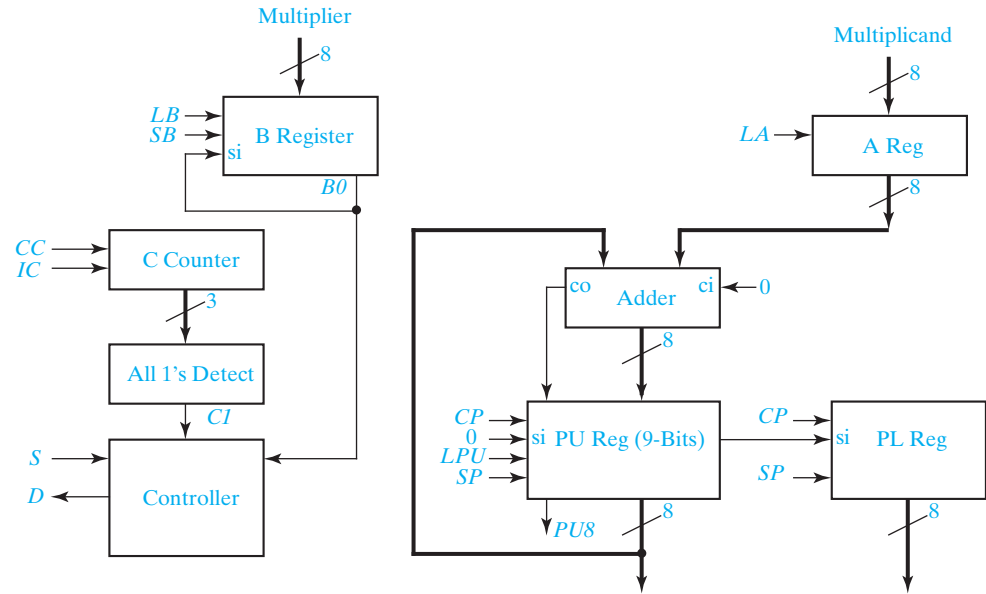 Multiplier
8
LB
SB
si
B Register
B0
Multiplicand
8
LA
A Reg
8
CC
IC
C Counter
3
All 1's Detect
C1
S
D
Controller
co
ci
0
Adder
8
CP
0
LPU
SP
si
PU Reg (9-Bits)
PU8
8
CP
SP
si
PL Reg
8